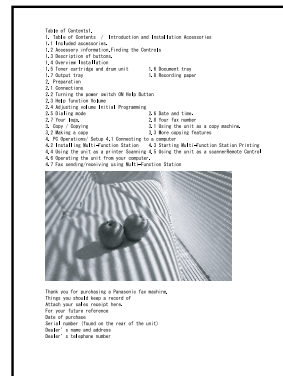 Table of Contents1.
1. Table of Contents / Introduction and Installation Accessories
1.1 Included accessories.
1.2 Accessory information.Finding the Controls
1.3 Description of buttons.
1.4 Overview Installation
1.5 Toner cartridge and drum unit 1.6 Document tray
1.7 Output tray 1.8 Recording paper
2. Preparation
2.1 Connections
2.2 Turning the power switch ON Help Button
2.3 Help function Volume
2.4 Adjusting volume Initial Programming
2.5 Dialing mode 2.6 Date and time.
2.7 Your logo. 2.8 Your fax number
3. Copy / Copying 3.1 Using the unit as a copy machine.
3.2 Making a copy 3.3 More copying features
4. PC Operations/ Setup 4.1 Connecting to a computer
4.2 Installing Multi-Function Station 4.3 Starting Multi-Function Station Printing
4.4 Using the unit as a printer Scanning 4.5 Using the unit as a scannerRemote Control
4.6 Operating the unit from your computer.
4.7 Fax sending/receiving using Multi-Function Station
Thank you for purchasing a Panasonic fax machine.
Things you should keep a record of
Attach your sales receipt here.
For your future reference
Date of purchase
Serial number (found on the rear of the unit)
Dealer's name and address
Dealer's telephone number